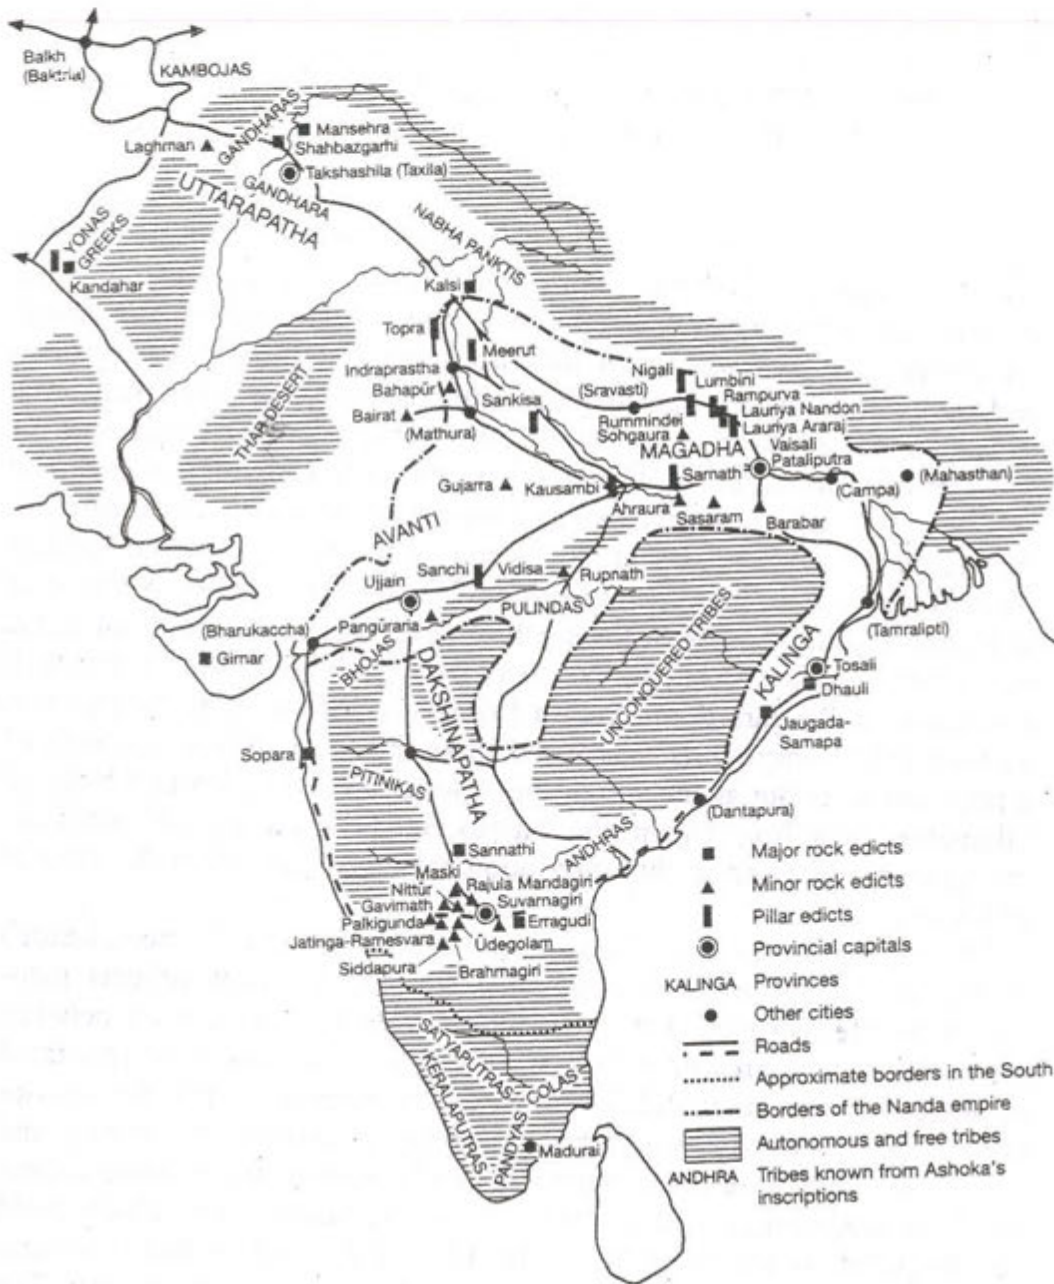 Balkh
(Baktria)
KAMBOJAS
GANDHARAS
Mansehra
Laghman
Shahbazgarhi
Takshashila (Taxila)
GANDHARA
UTTARAPATHA
NABHA PANKTIS
YONAS
GREEKS
Kandahar
Kalsi
Topra
Meerut
Indraprastha
Bahapūr
Nigali
Lumbini
(Sravasti)
Rampurva
Sankisa
Bairat
(Mathura)
Rummindei
Lauriya Nandon
Sohgaura
Lauriya Araraj
THAR DESERT
MAGADHA
Vaisali
Pataliputra
Gujarra
Kausambi
Sarnath
(Campa)
(Mahasthan)
Ahraura
Sasaram
Barabar
AVANTI
Ujjain
Sanchi
Vidisa
Rupnath
PULINDAS
Pangūraria
(Bharukaccha)
(Tamralipti)
Girnar
BHOJAS
DAKSHINAPATHA
UNCONQUERED TRIBES
KALINGA
Tosali
Dhauli
Jaugada-
Samapa
Sopara
PITINIKAS
(Dantapura)
ANDHRAS
Sannathi
Maski
Rajula Mandagiri
Nittūr
Suvarnagiri
Gavimath
Palkigunda
Erragudi
Jatinga-Ramesvara
Ūdegolam
Siddapura
Brahmagiri
SATYAPUTRAS
KERALAPUTRAS
COLAS
PANDYAS
Madurai
Major rock edicts
Minor rock edicts
Pillar edicts
Provincial capitals
KALINGA Provinces
Other cities
Roads
Approximate borders in the South
Borders of the Nanda empire
Autonomous and free tribes
ANDHRA Tribes known from Ashoka's
inscriptions